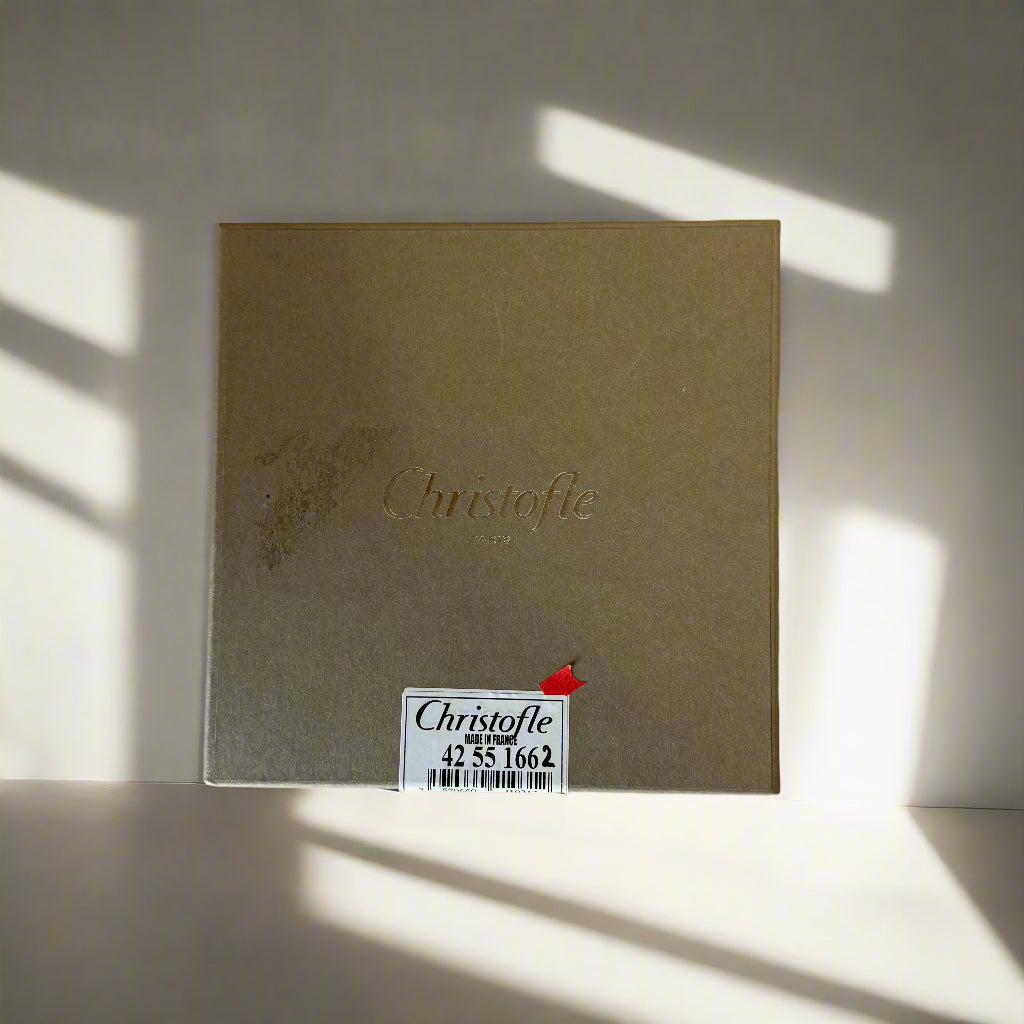 Christofle
PARIS
Christofle
MADE IN FRANCE
42 55 1662